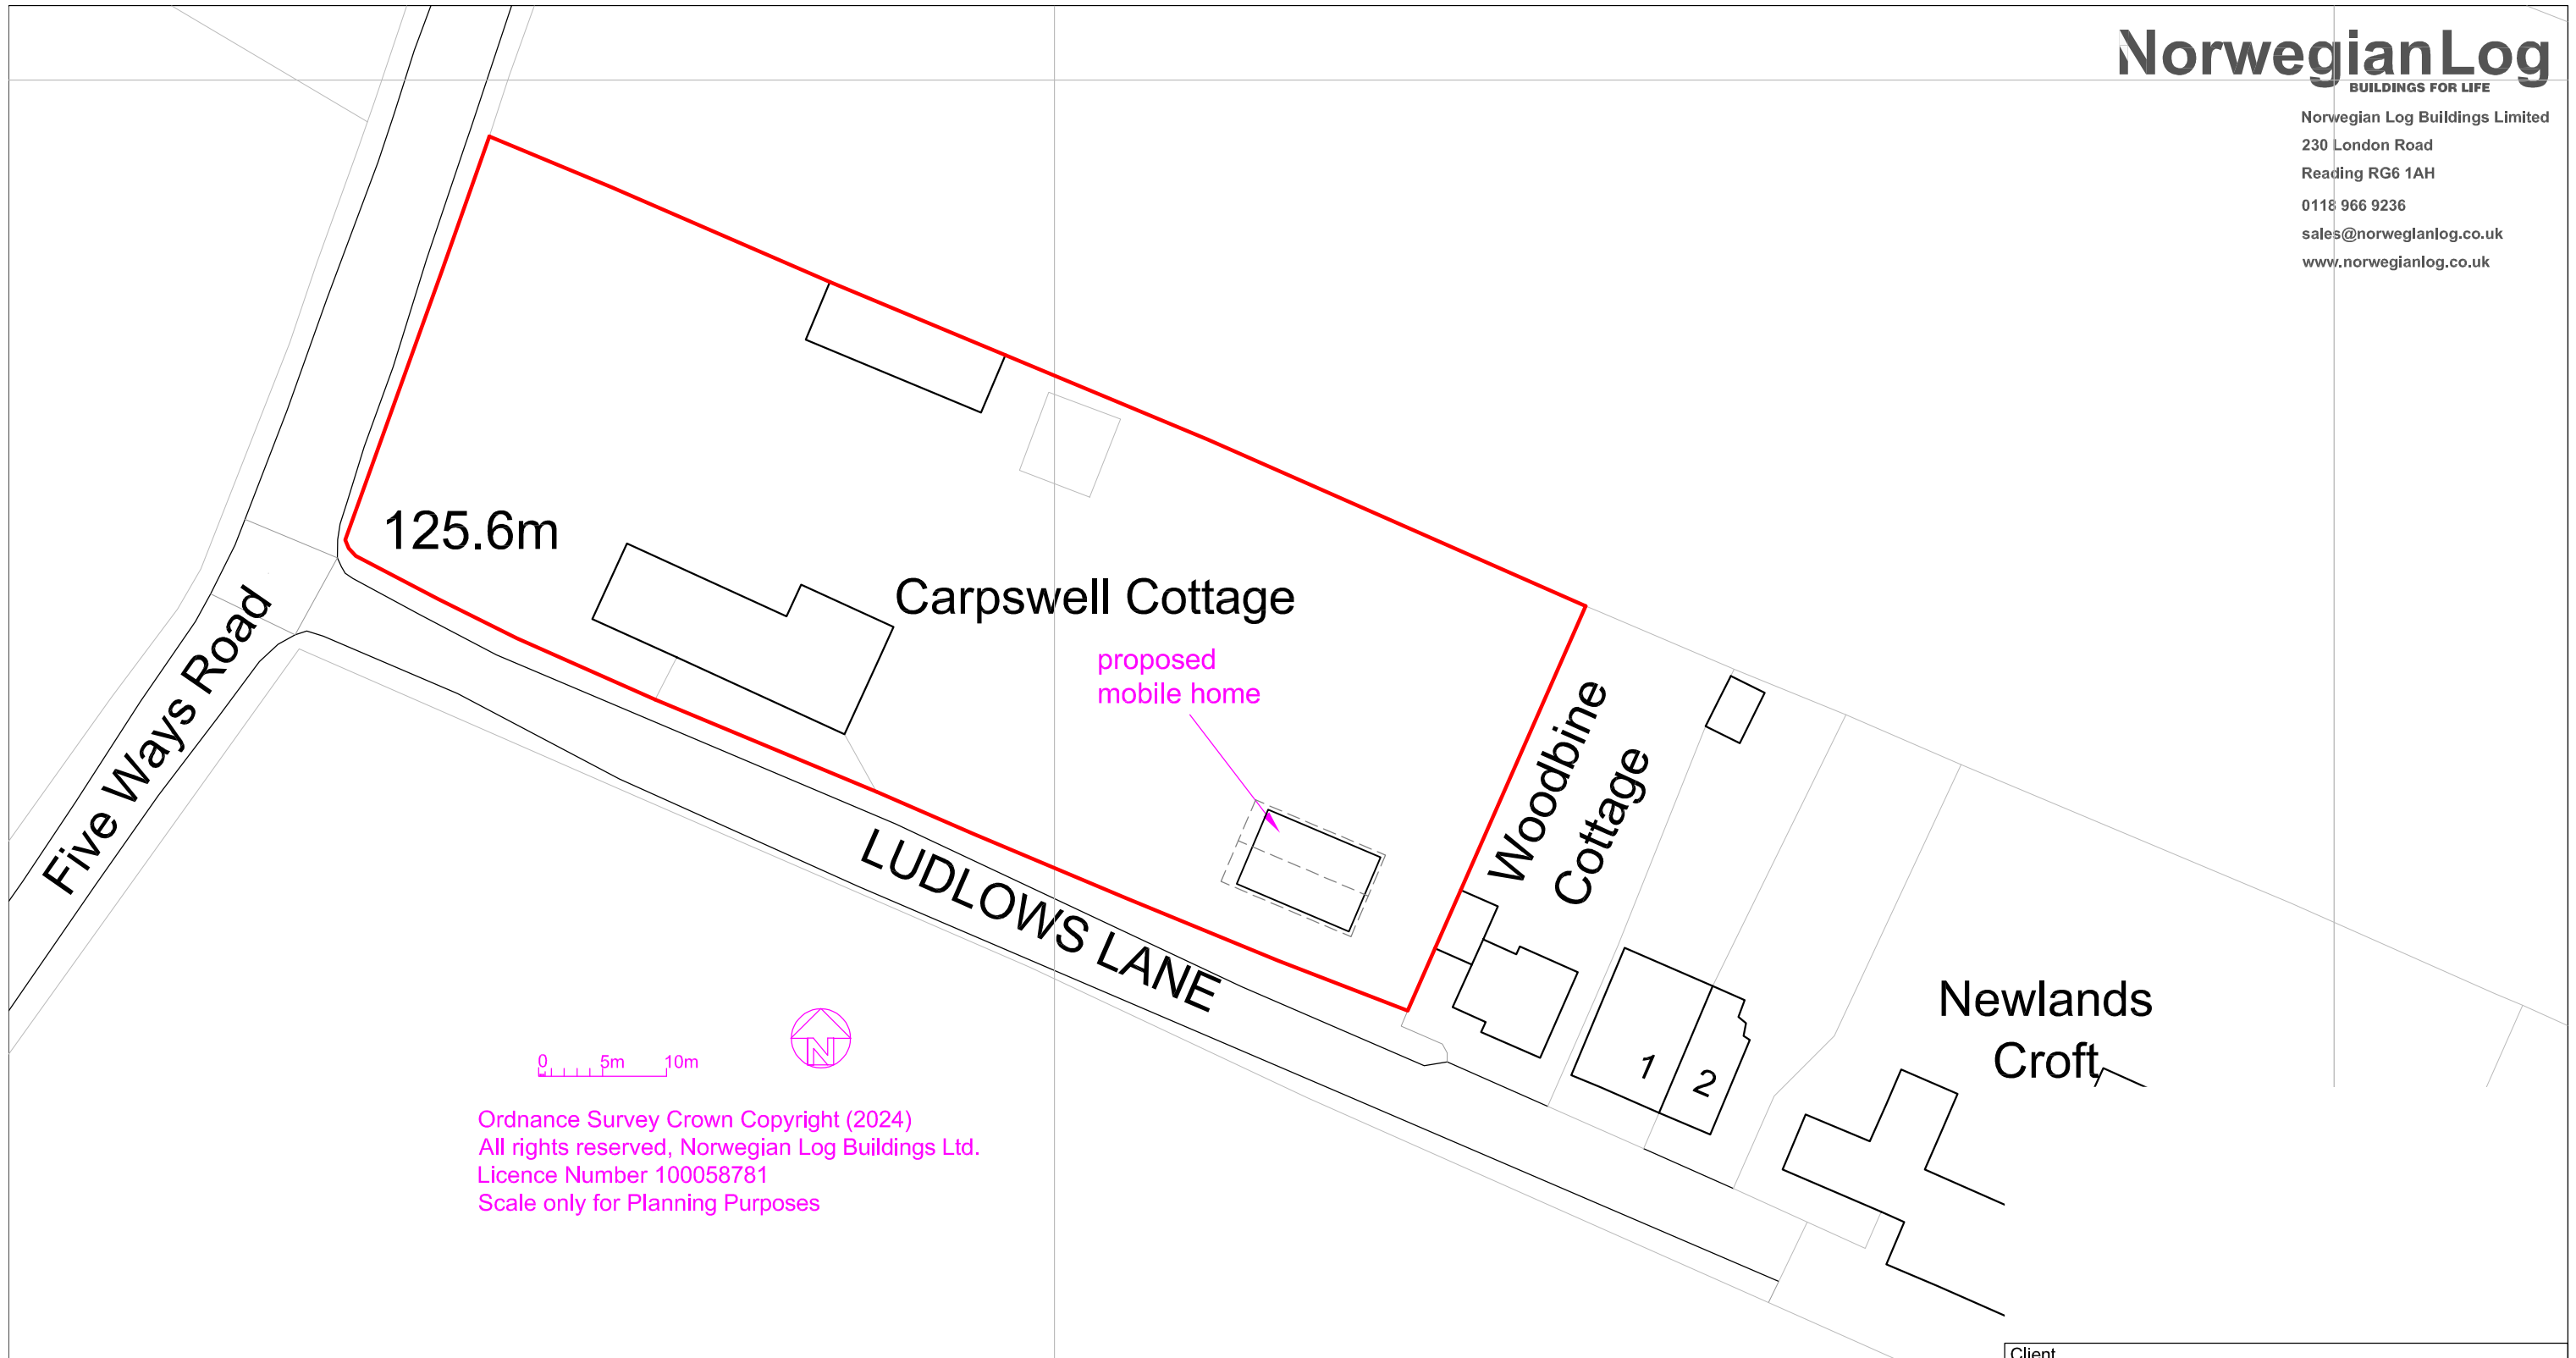 NorwegianLog
BUILDINGS FOR LIFE
Norwegian Log Buildings Limited
230 London Road
Reading RG6 1AH
0118 966 9236
sales@norwegianlog.co.uk
www.norwegianlog.co.uk
125.6m
Carpswell Cottage
proposed
mobile home
Five Ways Road
LUDLOWS LANE
Woodbine
Cottage
1
2
Newlands
Croft
0 5m 10m
N
Ordnance Survey Crown Copyright (2024)
All rights reserved, Norwegian Log Buildings Ltd.
Licence Number 100058781
Scale only for Planning Purposes
Client